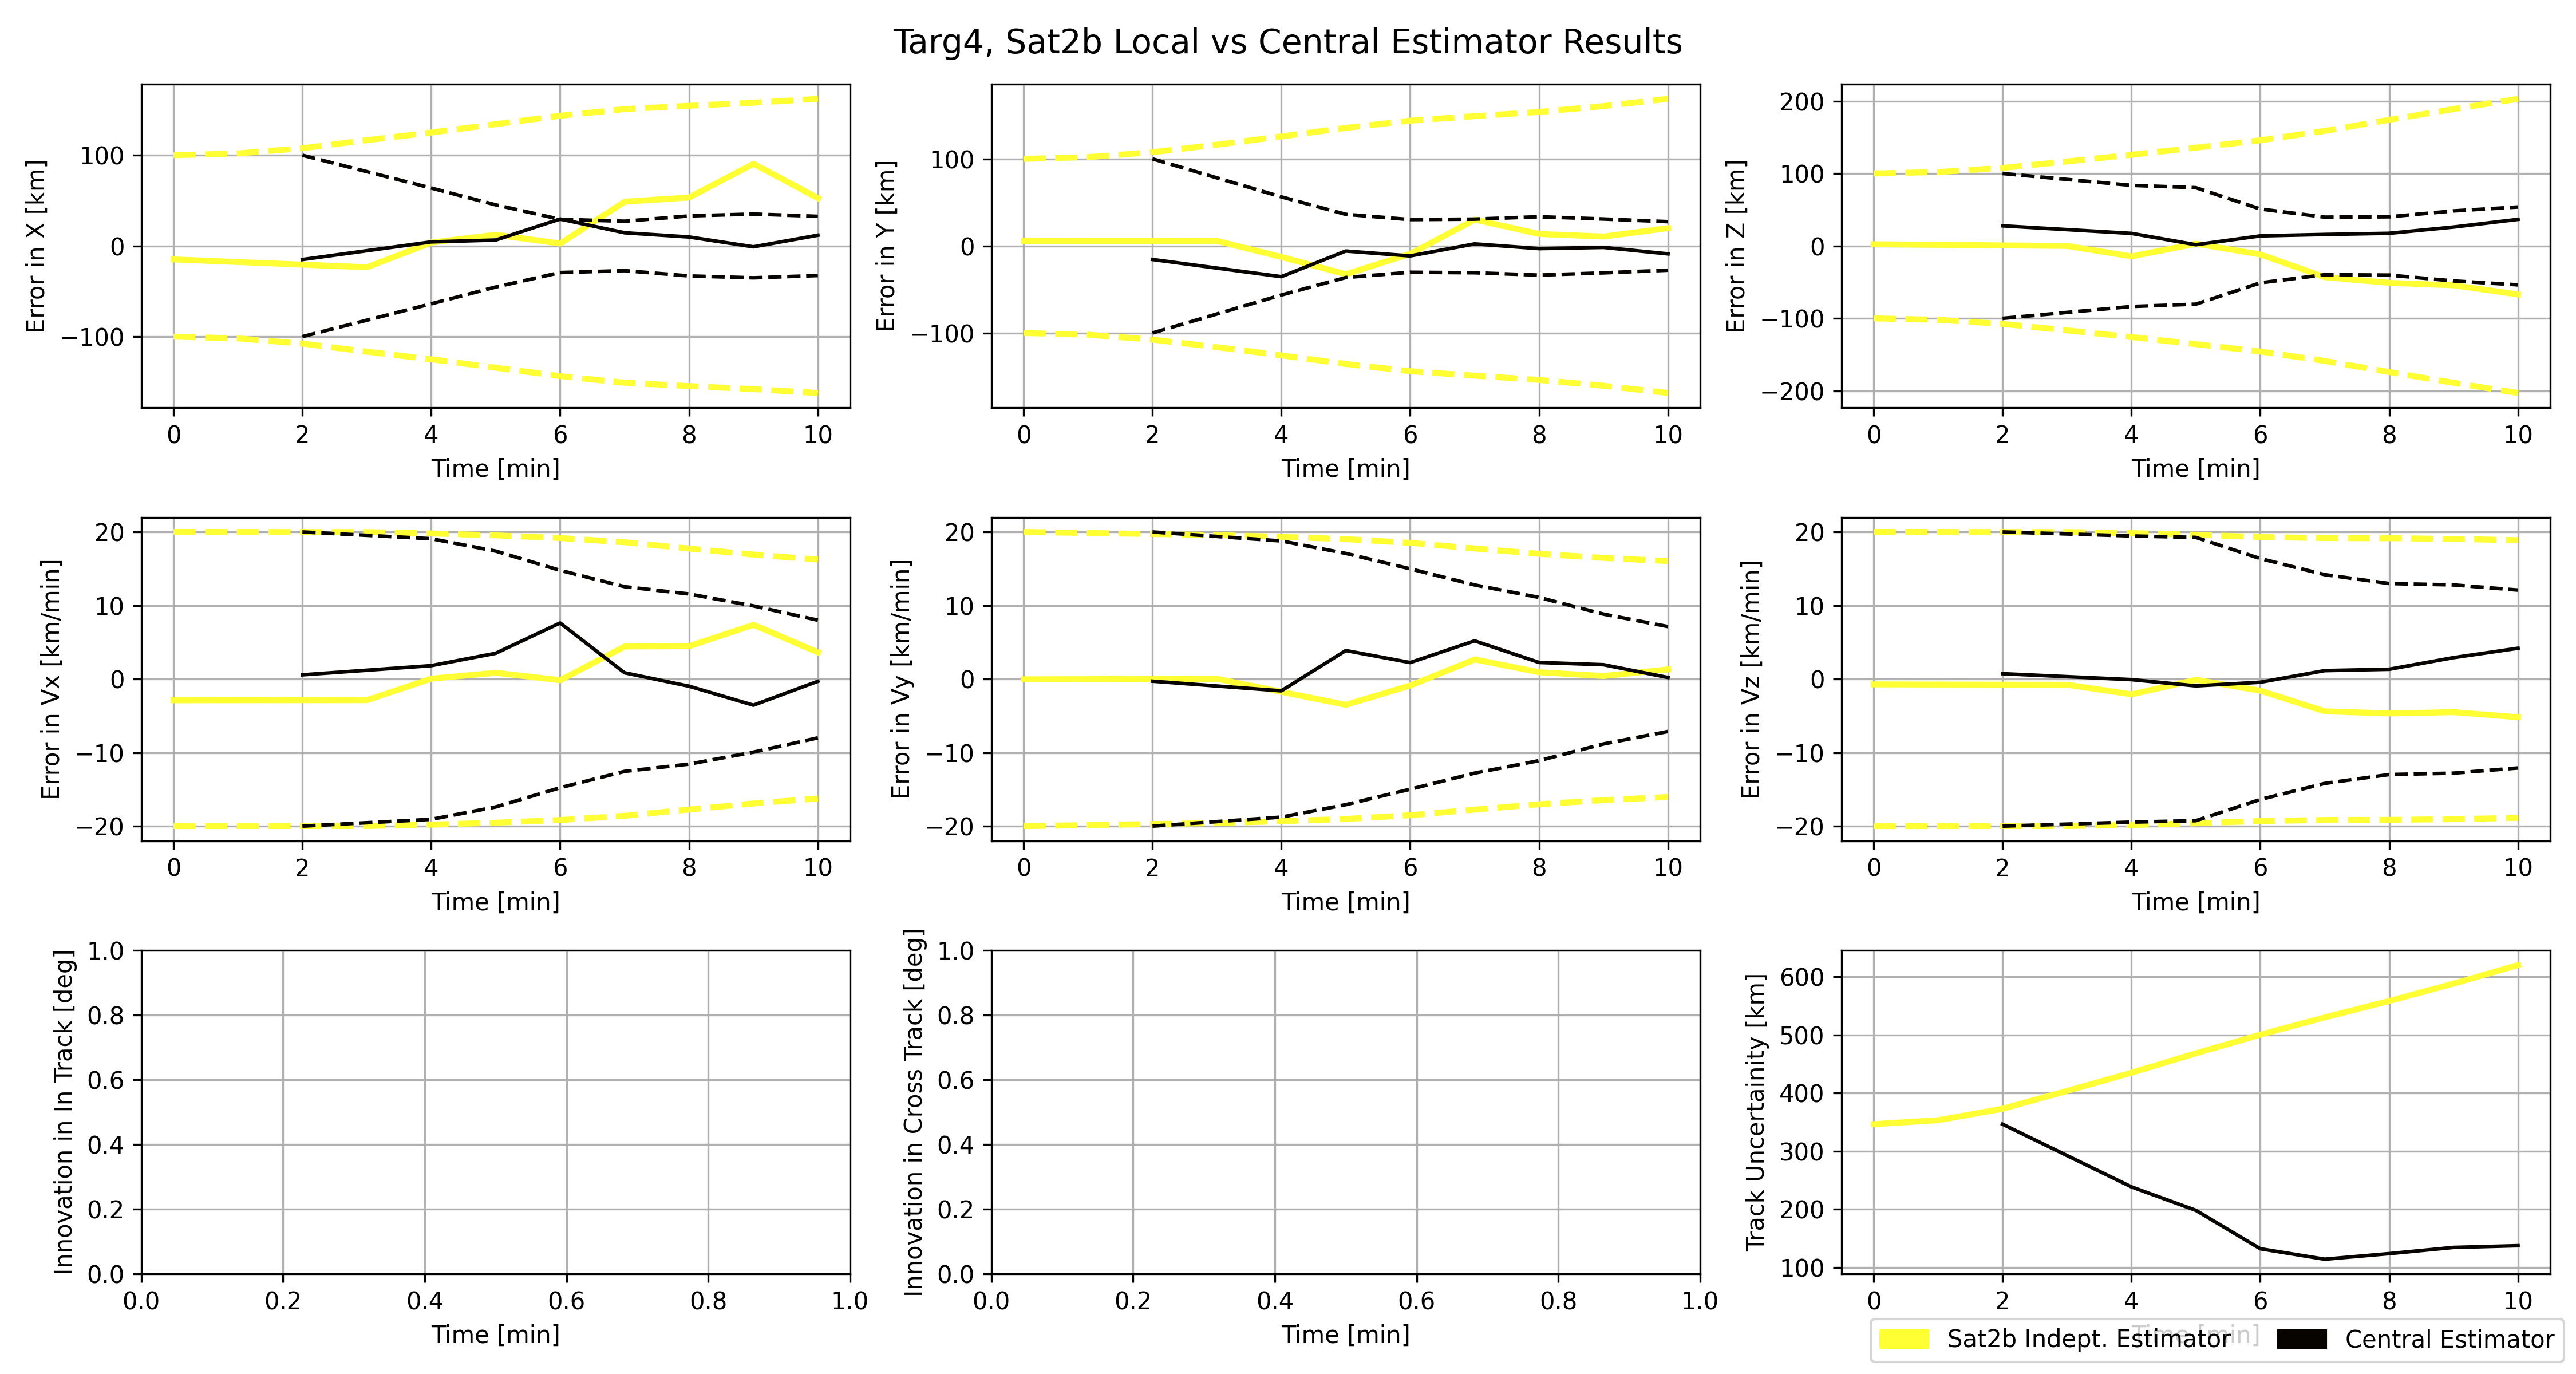 Targ4, Sat2b Local vs Central Estimator Results
Error in X [km]
100
0
−100
0 2 4 6 8 10
Time [min]
Error in Y [km]
100
0
−100
0 2 4 6 8 10
Time [min]
Error in Z [km]
200
100
0
−100
−200
0 2 4 6 8 10
Time [min]
Error in Vx [km/min]
20
10
0
−10
−20
0 2 4 6 8 10
Time [min]
Error in Vy [km/min]
20
10
0
−10
−20
0 2 4 6 8 10
Time [min]
Error in Vz [km/min]
20
10
0
−10
−20
0 2 4 6 8 10
Time [min]
Innovation in In Track [deg]
1.0
0.8
0.6
0.4
0.2
0.0
0.0 0.2 0.4 0.6 0.8 1.0
Time [min]
Innovation in Cross Track [deg]
1.0
0.8
0.6
0.4
0.2
0.0
0.0 0.2 0.4 0.6 0.8 1.0
Time [min]
Track Uncertainity [km]
600
500
400
300
200
100
0 2 4 6 8 10
Time [min]
Sat2b Indept. Estimator Central Estimator